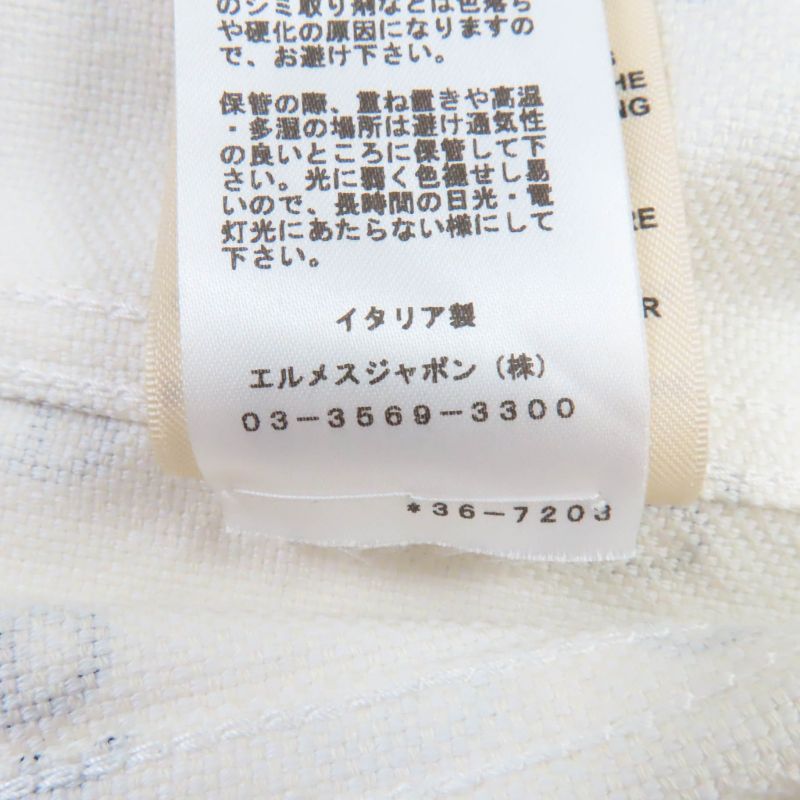 のシミ取り剤などは色落ち
や硬化の原因になりますの
で、お避け下さい。
保管の際、重ね置きや高温
・多湿の場所は避け通気性
の良いところに保管して下
さい。光に弱く色褪せし易
いので、長時間の日光・電
灯光にあたらない様にして
下さい。
イタリア製
エルメスジャポン（株）
03-3569-3300
*36-7203
S
HE
NG
RE
R